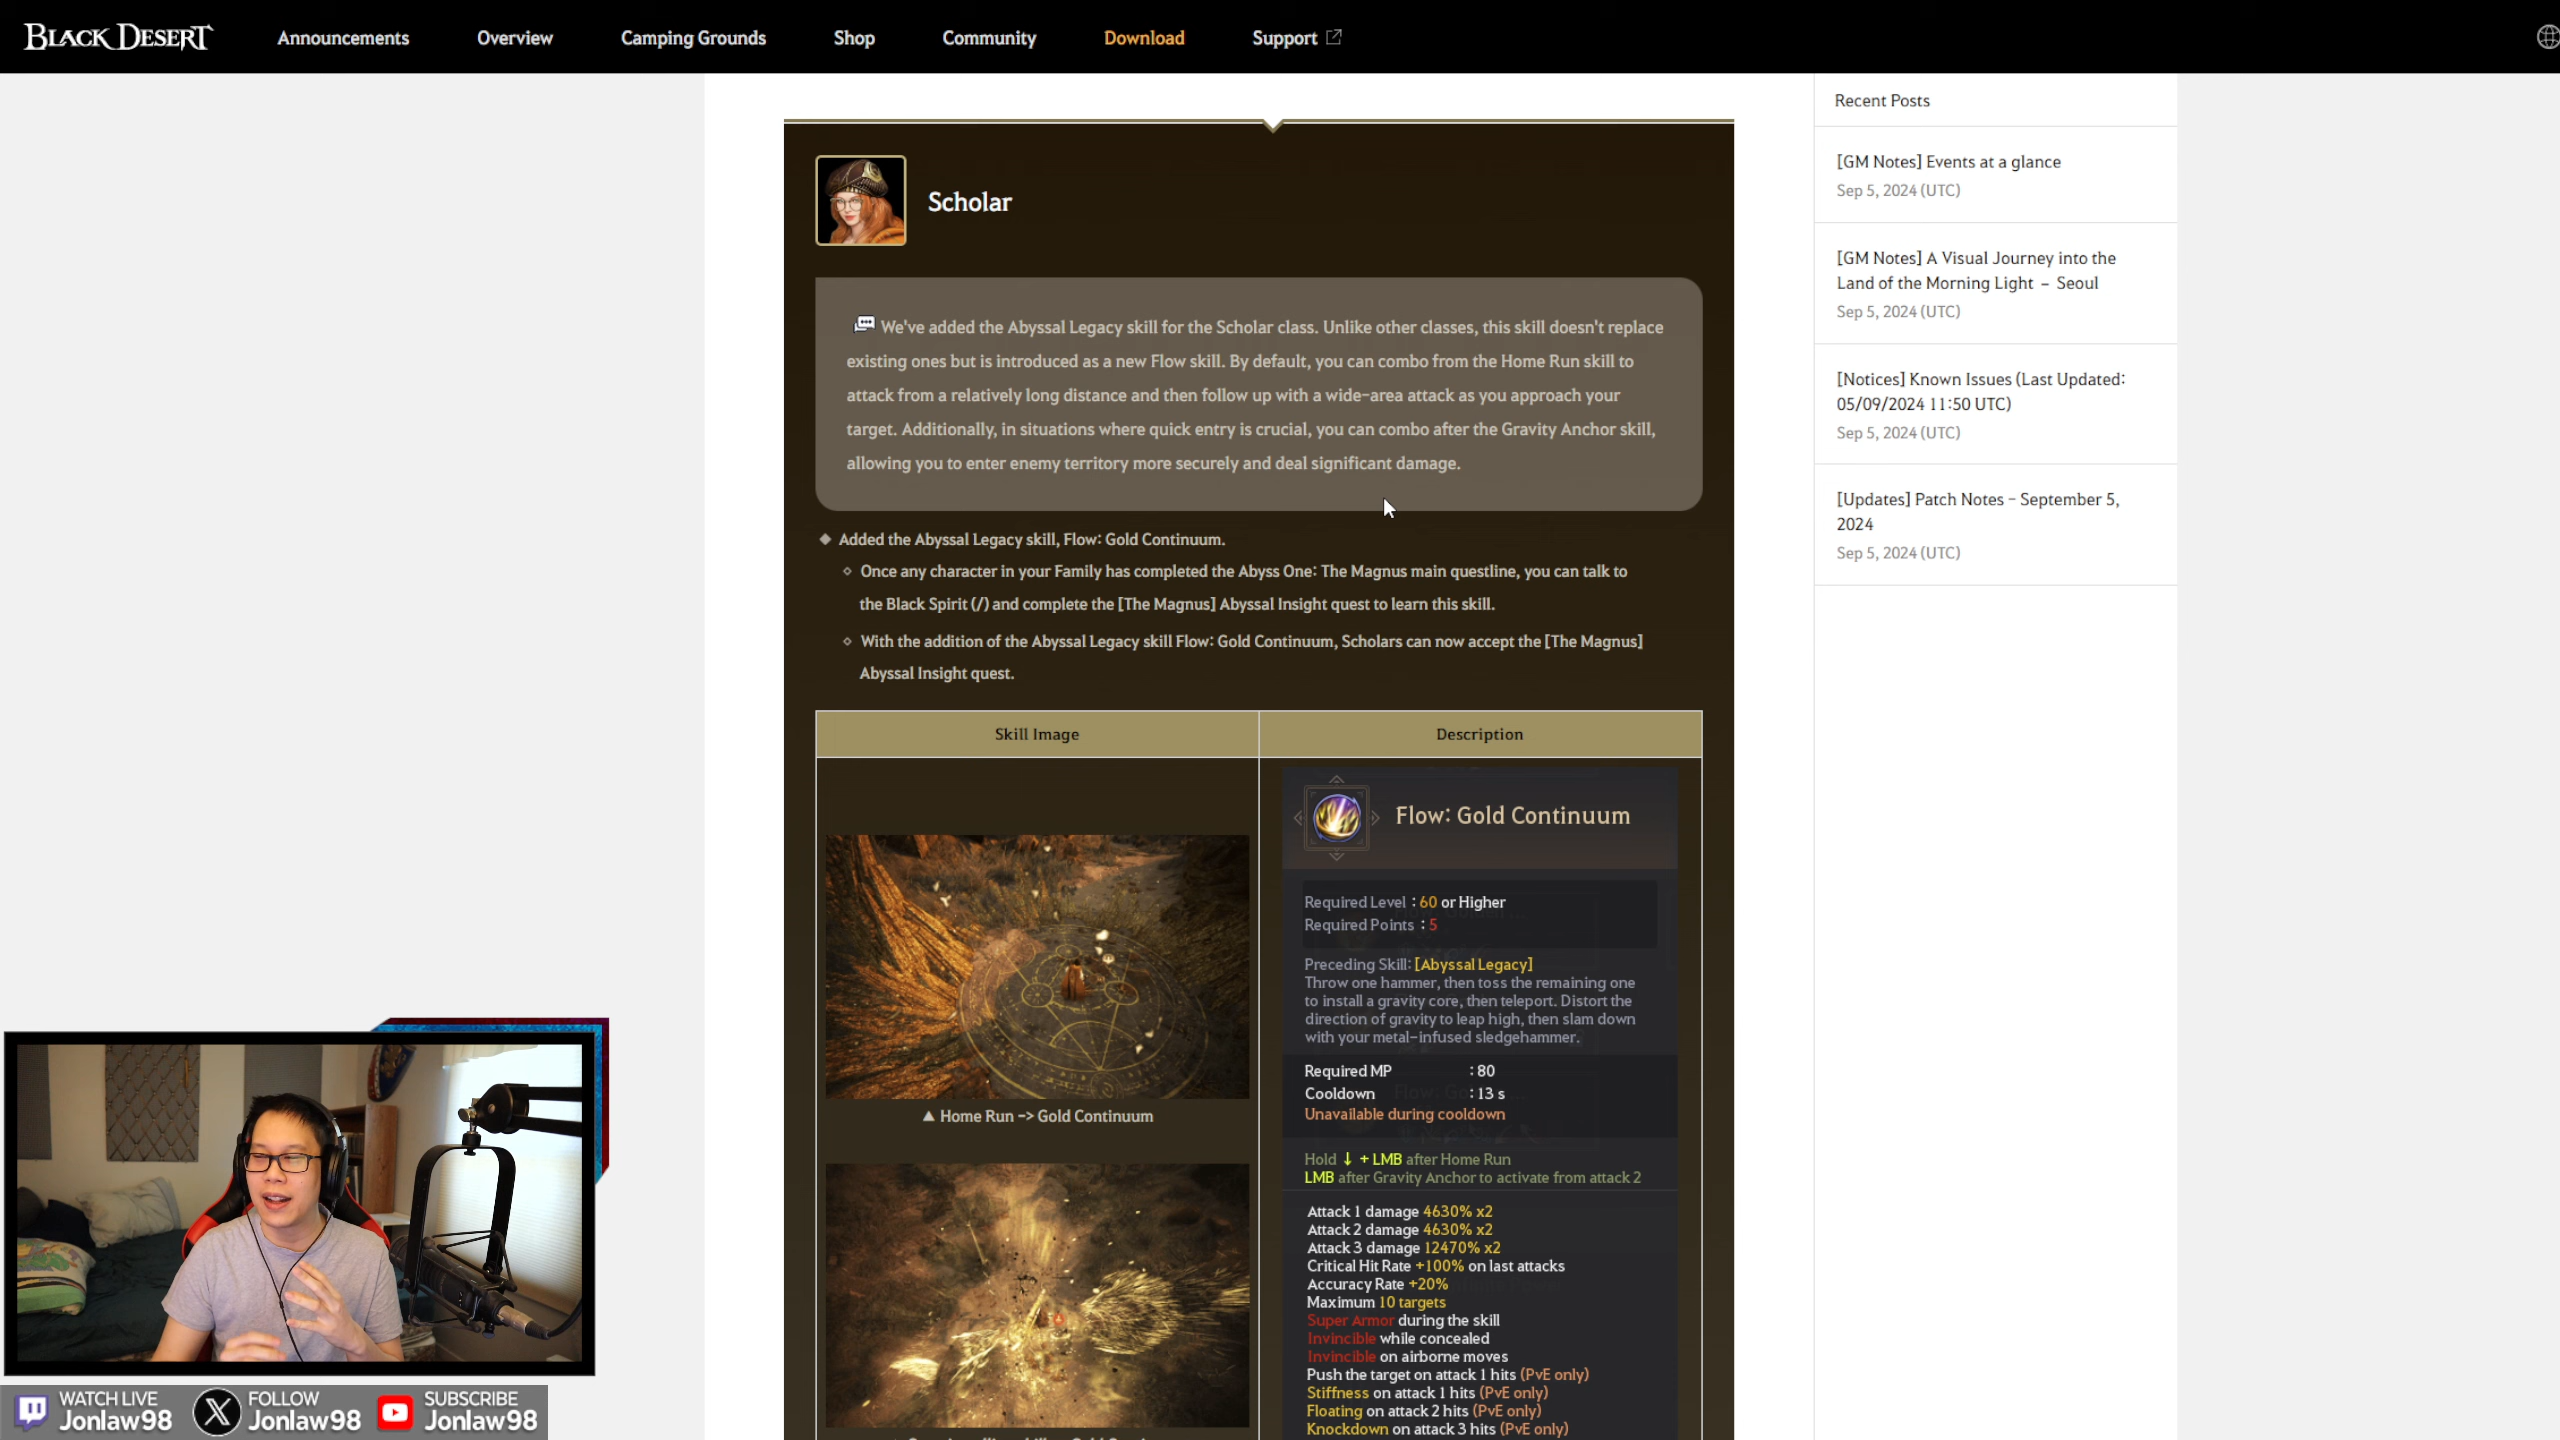 BLACK DESERT
Announcements
Overview
Camping Grounds
Shop
Community
Download
Support
Scholar
We've added the Abyssal Legacy skill for the Scholar class. Unlike other classes, this skill doesn't replace
existing ones but is introduced as a new Flow skill. By default, you can combo from the Home Run skill to
attack from a relatively long distance and then follow up with a wide-area attack as you approach your
target. Additionally, in situations where quick entry is crucial, you can combo after the Gravity Anchor skill,
allowing you to enter enemy territory more securely and deal significant damage.
Added the Abyssal Legacy skill, Flow: Gold Continuum.
Once any character in your Family has completed the Abyss One: The Magnus main questline, you can talk to
the Black Spirit (/) and complete the [The Magnus] Abyssal Insight quest to learn this skill.
With the addition of the Abyssal Legacy skill Flow: Gold Continuum, Scholars can now accept the [The Magnus]
Abyssal Insight quest.
Skill Image
Description
▲ Home Run -> Gold Continuum
Flow: Gold Continuum
Required Level : 60 or Higher
Required Points : 5
Preceding Skill: [Abyssal Legacy]
Throw one hammer, then toss the remaining one
to install a gravity core, then teleport. Distort the
direction of gravity to leap high, then slam down
with your metal-infused sledgehammer.
Required MP : 80
Cooldown : 13 s
Unavailable during cooldown
Hold ↓ + LMB after Home Run
LMB after Gravity Anchor to activate from attack 2
Attack 1 damage 4630% x2
Attack 2 damage 4630% x2
Attack 3 damage 12470% x2
Critical Hit Rate +100% on last attacks
Accuracy Rate +20%
Maximum 10 targets
Super Armor during the skill
Invincible while concealed
Invincible on airborne moves
Push the target on attack 1 hits (PvE only)
Stiffness on attack 1 hits (PvE only)
Floating on attack 2 hits (PvE only)
Knockdown on attack 3 hits (PvE only)
Recent Posts
[GM Notes] Events at a glance
Sep 5, 2024 (UTC)
[GM Notes] A Visual Journey into the
Land of the Morning Light - Seoul
Sep 5, 2024 (UTC)
[Notices] Known Issues (Last Updated:
05/09/2024 11:50 UTC)
Sep 5, 2024 (UTC)
[Updates] Patch Notes - September 5,
2024
Sep 5, 2024 (UTC)
WATCH LIVE
Jonlaw98
FOLLOW
Jonlaw98
SUBSCRIBE
Jonlaw98